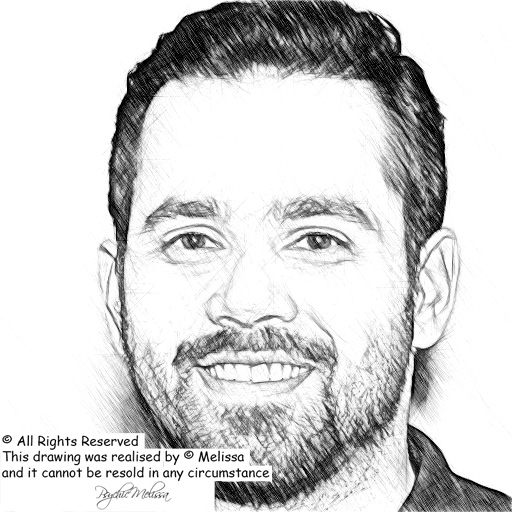 © All Rights Reserved
This drawing was realised by © Melissa
and it cannot be resold in any circumstance
Psychic Melissa